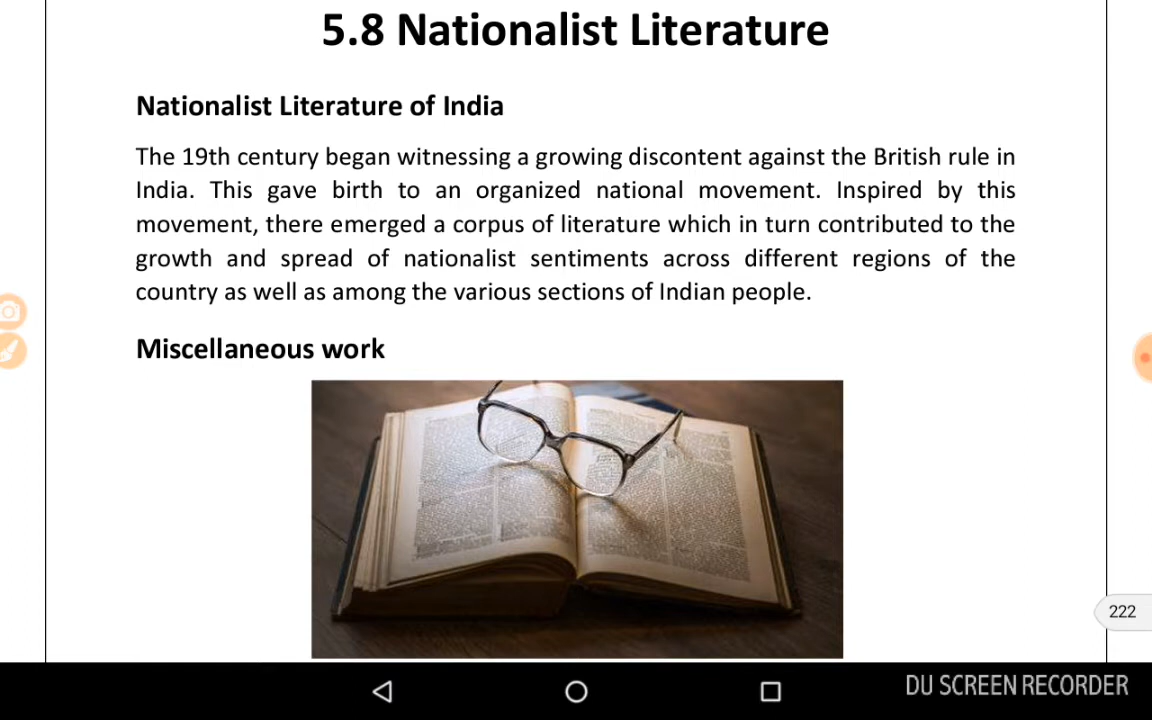 5.8 Nationalist Literature
Nationalist Literature of India
The 19th century began witnessing a growing discontent against the British rule in
India. This gave birth to an organized national movement. Inspired by this
movement, there emerged a corpus of literature which in turn contributed to the
growth and spread of nationalist sentiments across different regions of the
country as well as among the various sections of Indian people.
Miscellaneous work
222
DU SCREEN RECORDER